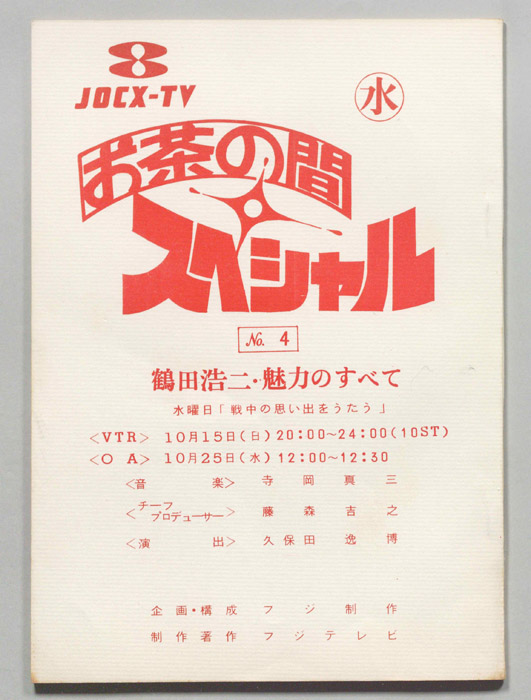 JOCX-TV
水
お茶の間
スペシャル
No. 4
鶴田浩二・魅力のすべて
水曜日「戦中の思い出をうたう」
<VTR> 10月15日(日)20:00~24:00(10ST)
<O A> 10月25日(水)12:00~12:30
<音 楽> 寺岡真三
<チーフプロデューサー> 藤森吉之
<演 出> 久保田逸博
企画・構成 フジ制作
制作著作 フジテレビ